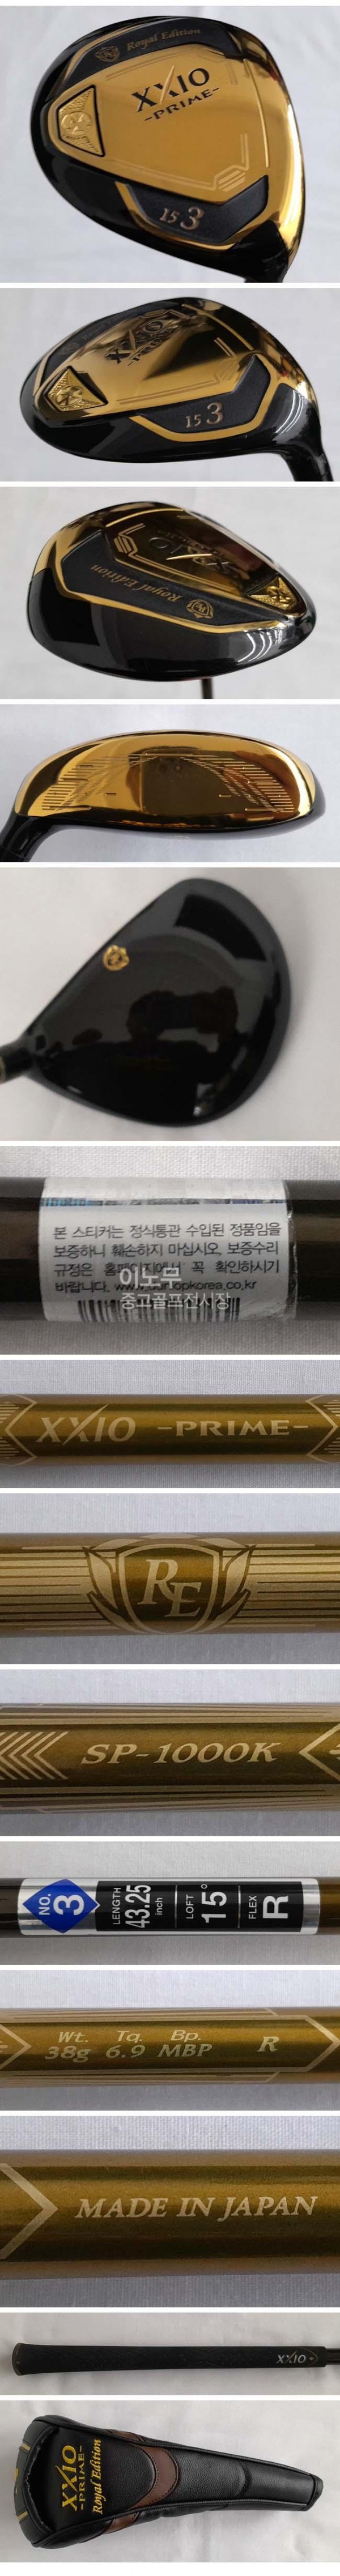 Royal Edition
XXIO
-PRIME-
15 3
XXIO
15 3
Royal Edition
XXIO
본 스티커는 정식통관 수입된 정품임을
보증하니 훼손하지 마십시오, 보증수리
규정은 홈페이지에서 꼭 확인하시기
바랍니다.
이노무
중고골프전시장
XXIO -PRIME-
RE
SP-1000K
NO.
3
LENGTH
43.25
inch
LOFT
15°
FLEX
R
Wt. Tq. Bp.
38g 6.9 MBP R
MADE IN JAPAN
XXIO
XXIO
-PRIME-
Royal Edition